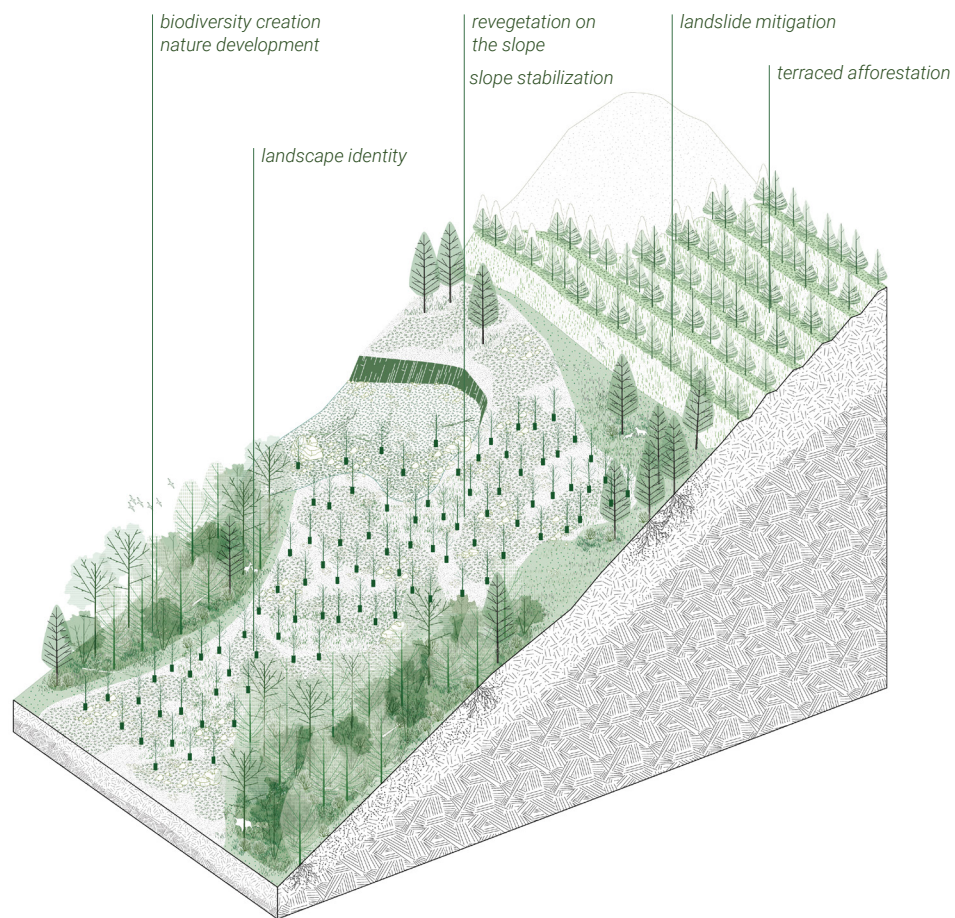 biodiversity creation
nature development
revegetation on
the slope
slope stabilization
landslide mitigation
terraced afforestation
landscape identity